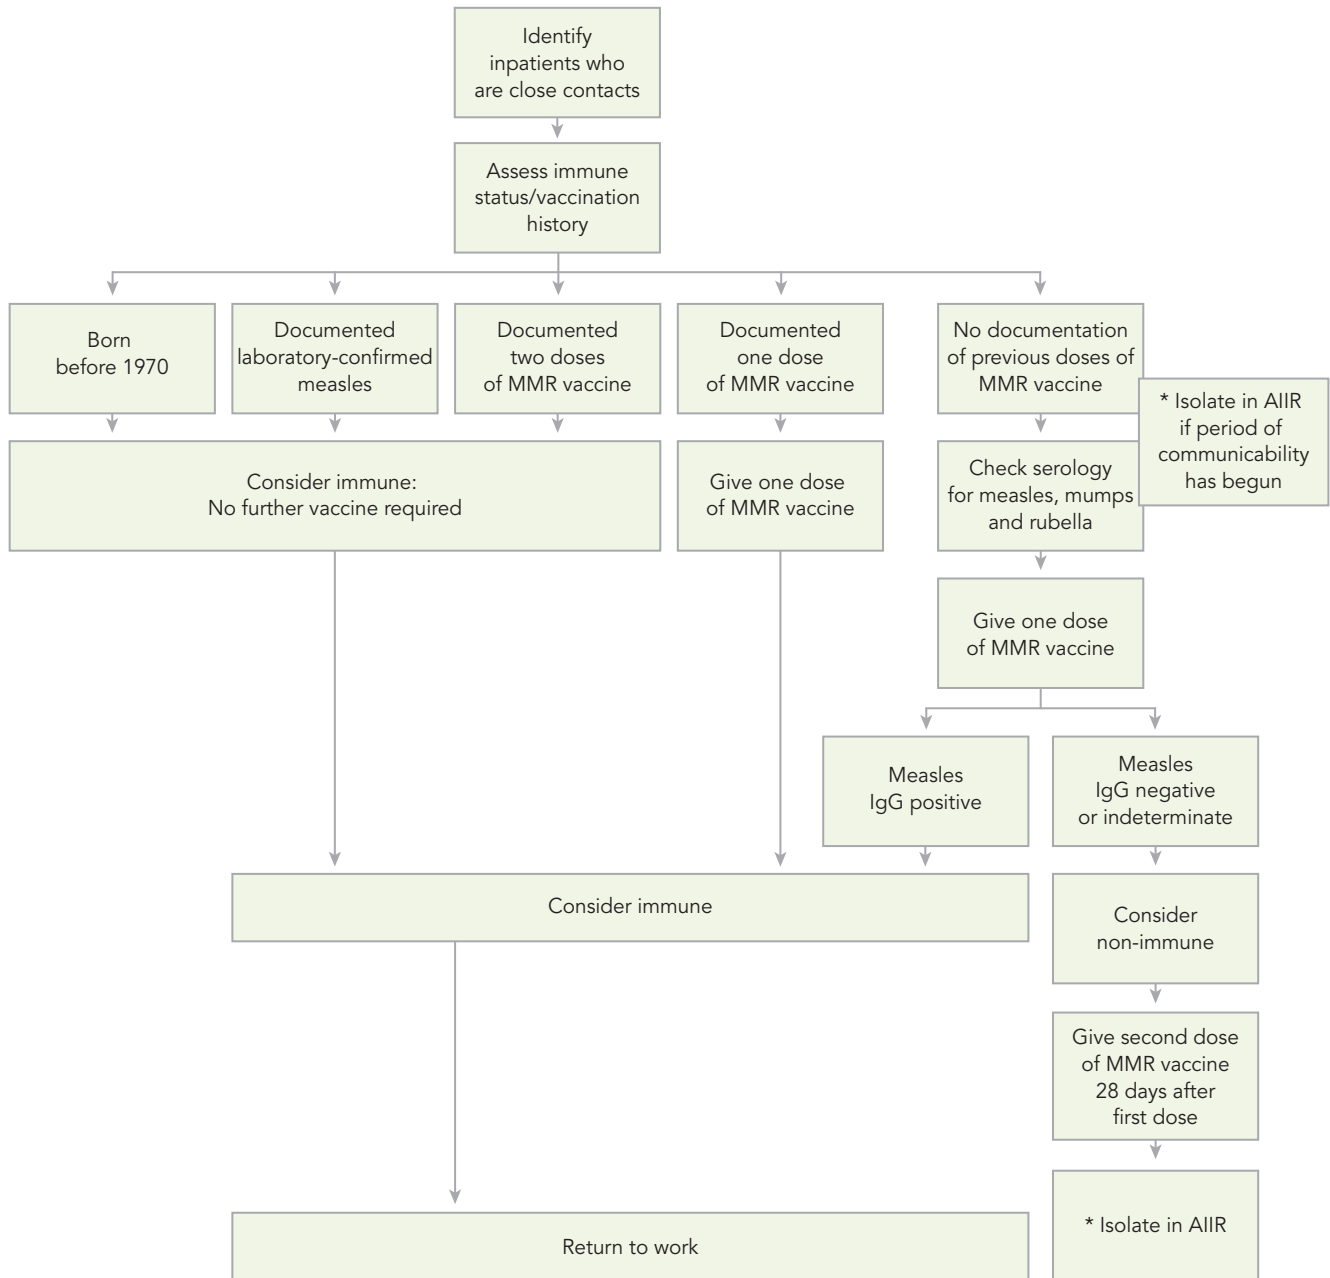 Identify
inpatients who
are close contacts
Assess immune
status/vaccination
history
Born
before 1970
Documented
laboratory-confirmed
measles
Documented
two doses
of MMR vaccine
Documented
one dose
of MMR vaccine
No documentation
of previous doses of
MMR vaccine
* Isolate in AIIR
if period of
communicability
has begun
Consider immune:
No further vaccine required
Give one dose
of MMR vaccine
Check serology
for measles, mumps
and rubella
Give one dose
of MMR vaccine
Measles
IgG positive
Measles
IgG negative
or indeterminate
Consider immune
Consider
non-immune
Give second dose
of MMR vaccine
28 days after
first dose
Return to work
* Isolate in AIIR